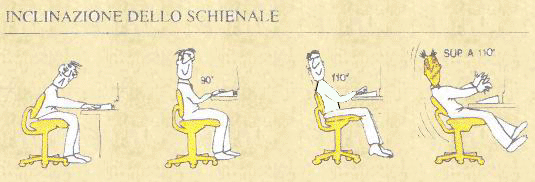 INCLINAZIONE DELLO SCHIENALE
90°
110°
SUP. A 110°